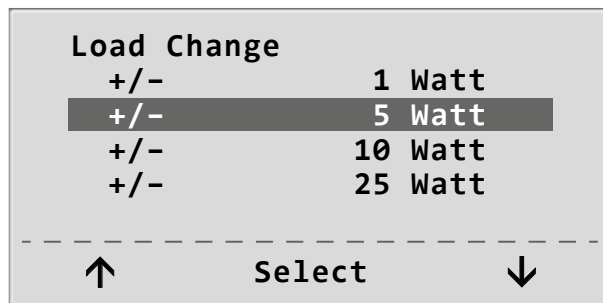 Load Change
+/- 1 Watt
+/- 5 Watt
+/- 10 Watt
+/- 25 Watt
↑ Select ↓